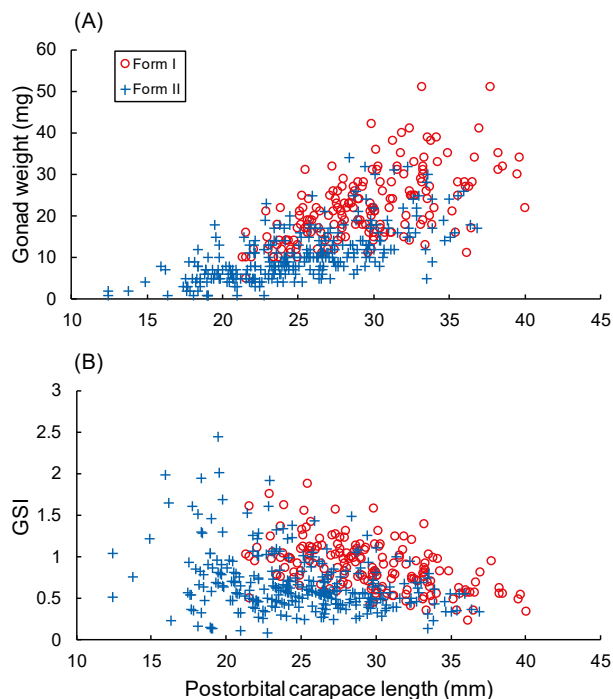 (A)
60
50
40
30
20
10
0
Gonad weight (mg)
Form I
Form II
10 15 20 25 30 35 40 45
(B)
3
2.5
2
1.5
1
0.5
0
GSI
10 15 20 25 30 35 40 45
Postorbital carapace length (mm)